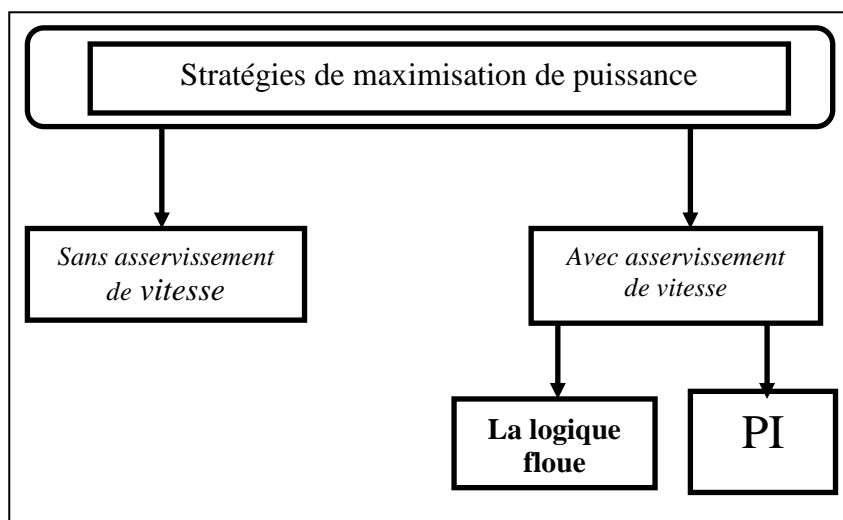 Stratégies de maximisation de puissance
Sans asservissement
de vitesse
Avec asservissement
de vitesse
La logique
floue
PI